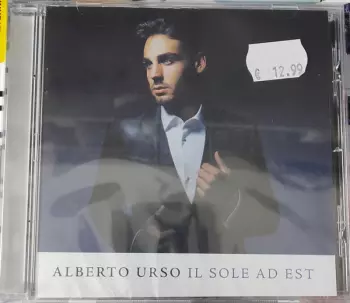 € 12.99
ALBERTO URSO IL SOLE AD EST